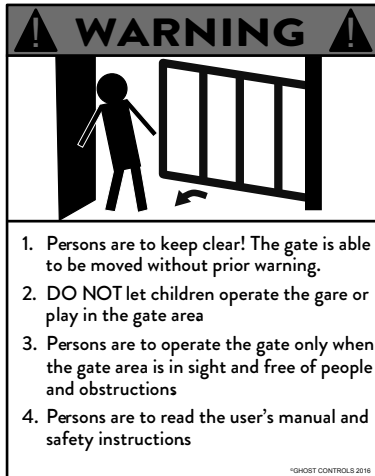 WARNING
1. Persons are to keep clear! The gate is able
to be moved without prior warning.
2. DO NOT let children operate the gare or
play in the gate area
3. Persons are to operate the gate only when
the gate area is in sight and free of people
and obstructions
4. Persons are to read the user's manual and
safety instructions
©GHOST CONTROLS 2016